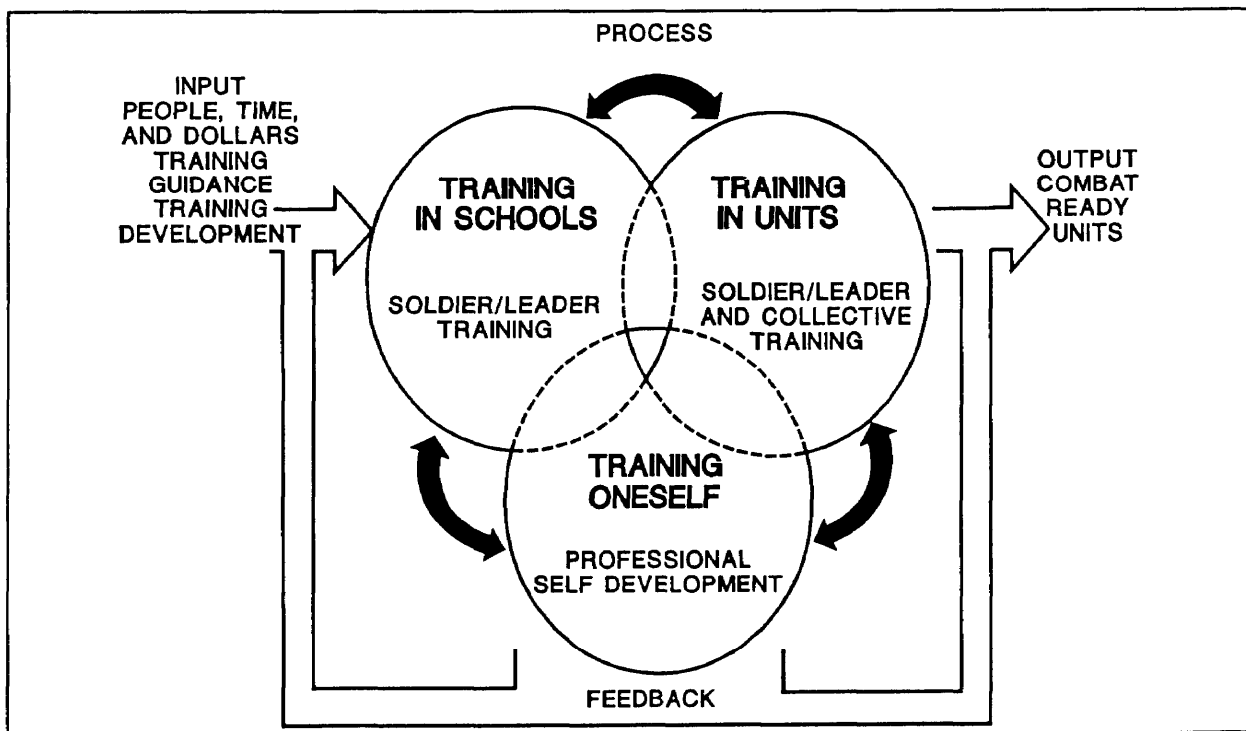 PROCESS
INPUT
PEOPLE, TIME,
AND DOLLARS
TRAINING
GUIDANCE
TRAINING
DEVELOPMENT
TRAINING
IN SCHOOLS
SOLDIER/LEADER
TRAINING
TRAINING
IN UNITS
SOLDIER/LEADER
AND COLLECTIVE
TRAINING
TRAINING
ONESELF
PROFESSIONAL
SELF DEVELOPMENT
OUTPUT
COMBAT
READY
UNITS
FEEDBACK